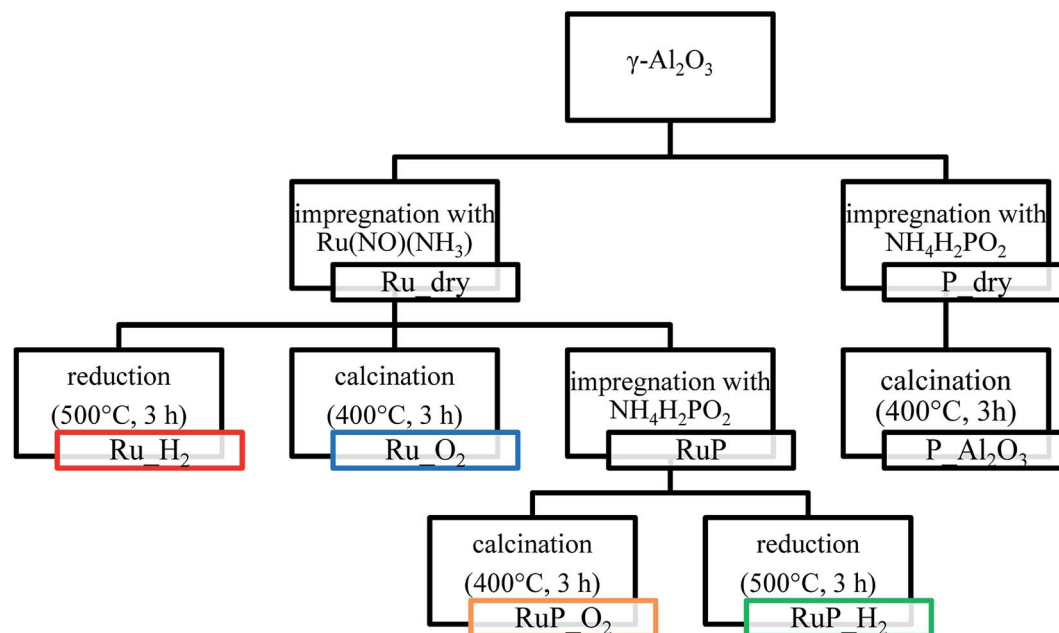 γ-Al₂O₃
impregnation with
Ru(NO)(NH₃)
Ru_dry
impregnation with
NH₄H₂PO₂
P_dry
reduction
(500°C, 3 h)
Ru_H₂
calcination
(400°C, 3 h)
Ru_O₂
impregnation with
NH₄H₂PO₂
RuP
calcination
(400°C, 3h)
P_Al₂O₃
calcination
(400°C, 3 h)
RuP_O₂
reduction
(500°C, 3 h)
RuP_H₂